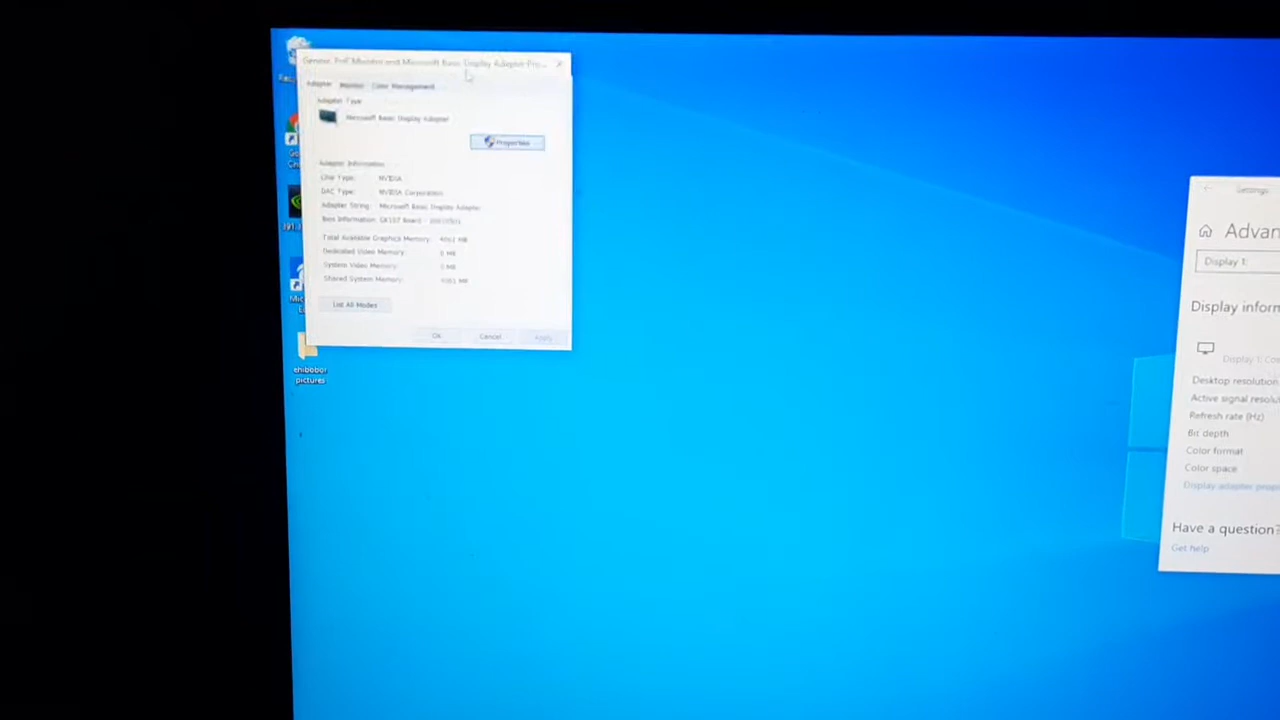 Generic PnP Monitor and Microsoft Basic Display Adapter Pro...
Adapter Monitor Color Management
Adapter Type
Microsoft Basic Display Adapter
Properties
Adapter Information
Chip Type: NVIDIA
DAC Type: NVIDIA Corporation
Adapter String: Microsoft Basic Display Adapter
Bios Information: GK107 Board -
Total Available Graphics Memory: MB
Dedicated Video Memory: 0 MB
System Video Memory: 0 MB
Shared System Memory: MB
List All Modes
OK Cancel Apply
ehibobor
pictures
Settings
Advan
Display 1:
Display inform
Display 1: Co
Desktop resolution
Active signal resolu
Refresh rate (Hz)
Bit depth
Color format
Color space
Display adapter prope
Have a question?
Get help